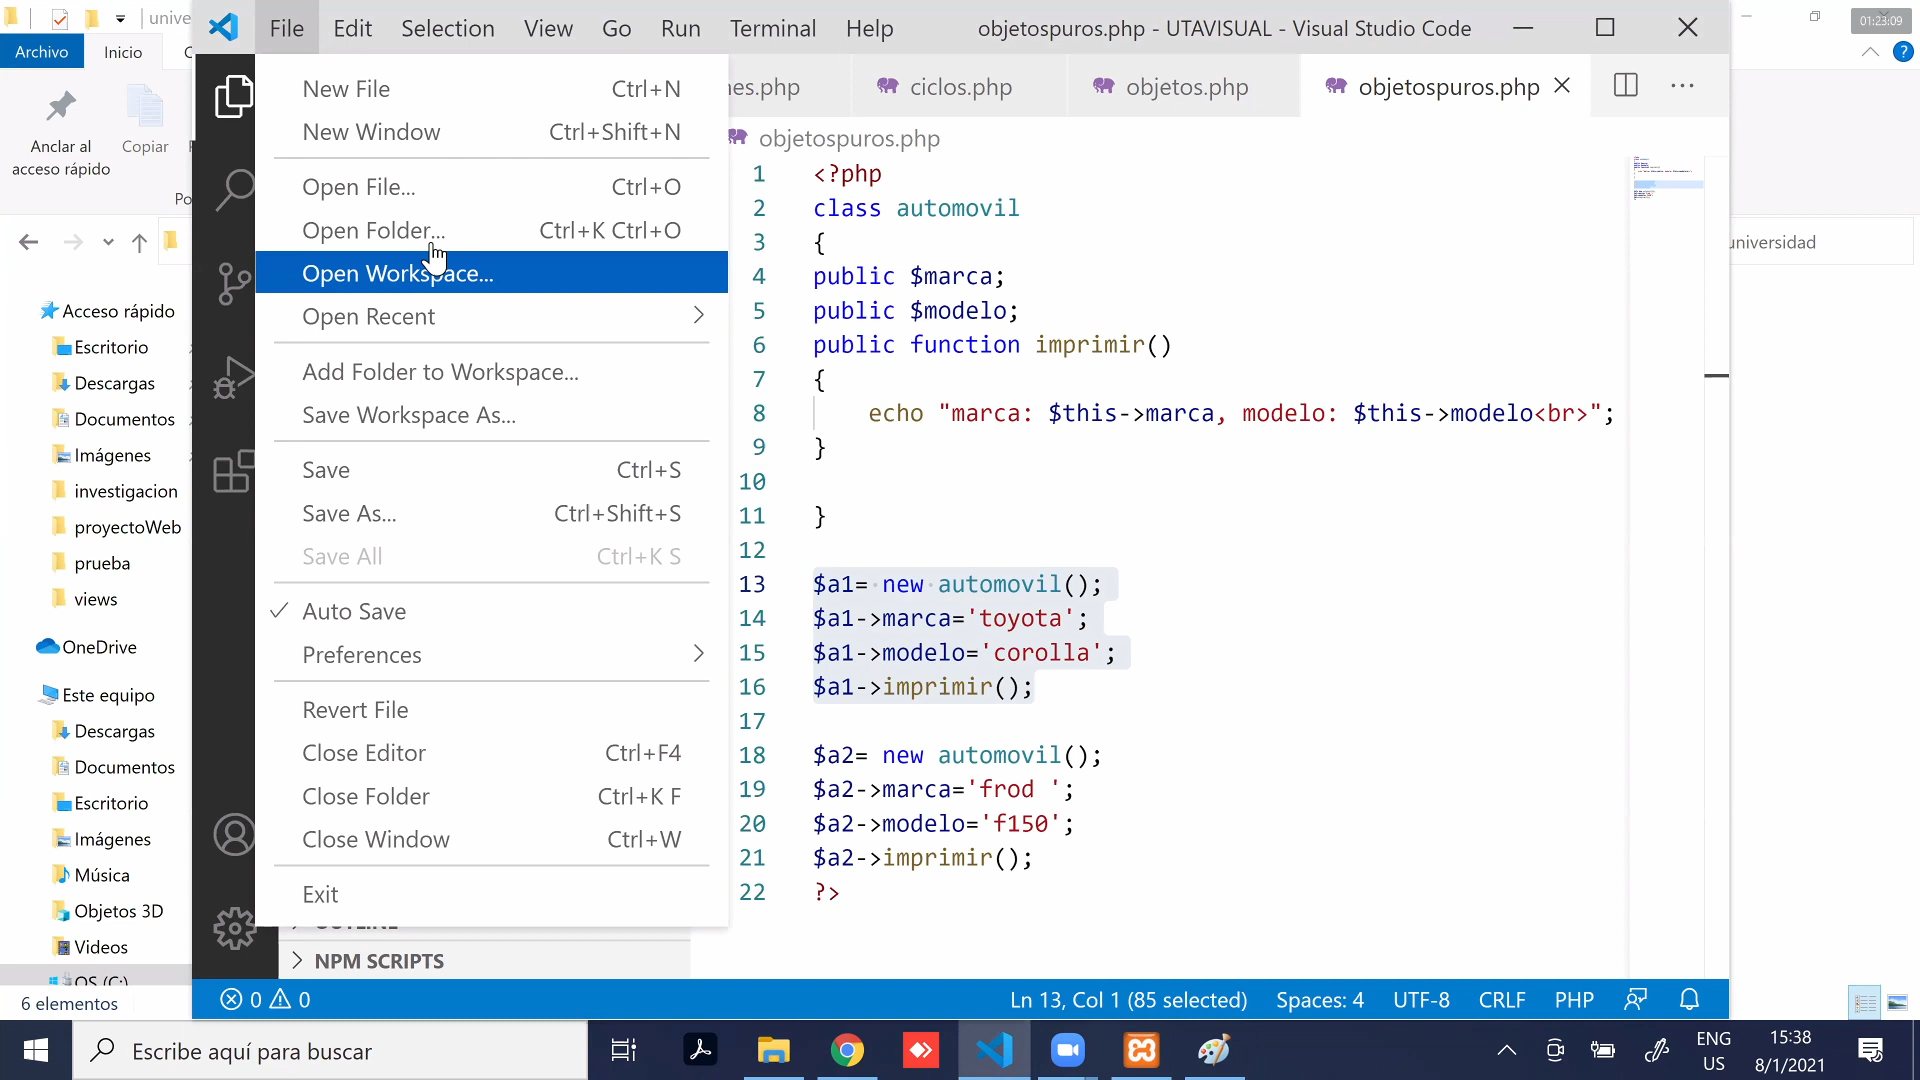 univer
File Edit Selection View Go Run Terminal Help
objetospuros.php - UTAVISUAL - Visual Studio Code
01:23:09
Archivo
Inicio
Anclar al
acceso rápido
Copiar
Po
New File Ctrl+N
New Window Ctrl+Shift+N
Open File... Ctrl+O
Open Folder... Ctrl+K Ctrl+O
Open Workspace...
Open Recent
Add Folder to Workspace...
Save Workspace As...
Save Ctrl+S
Save As... Ctrl+Shift+S
Save All Ctrl+K S
Auto Save
Preferences
Revert File
Close Editor Ctrl+F4
Close Folder Ctrl+K F
Close Window Ctrl+W
Exit
NPM SCRIPTS
nes.php
ciclos.php
objetos.php
objetospuros.php
objetospuros.php
universidad
1 <?php
2 class automovil
3 {
4 public $marca;
5 public $modelo;
6 public function imprimir()
7 {
8 echo "marca: $this->marca, modelo: $this->modelo<br>";
9 }
10
11 }
12
13 $a1= new automovil();
14 $a1->marca='toyota';
15 $a1->modelo='corolla';
16 $a1->imprimir();
17
18 $a2= new automovil();
19 $a2->marca='frod ';
20 $a2->modelo='f150';
21 $a2->imprimir();
22 ?>
Acceso rápido
Escritorio
Descargas
Documentos
Imágenes
investigacion
proyectoWeb
prueba
views
OneDrive
Este equipo
Descargas
Documentos
Escritorio
Imágenes
Música
Objetos 3D
Videos
OS (C:)
6 elementos
0 0
Ln 13, Col 1 (85 selected) Spaces: 4 UTF-8 CRLF PHP
Escribe aquí para buscar
ENG
US
15:38
8/1/2021